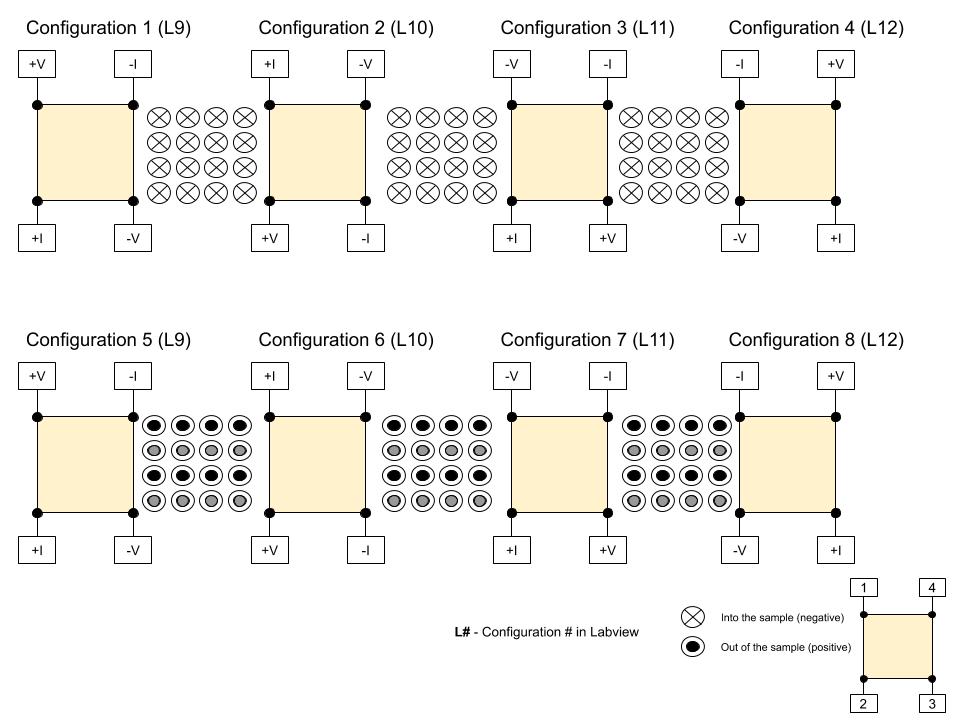 Configuration 1 (L9) Configuration 2 (L10) Configuration 3 (L11) Configuration 4 (L12)
+V -I +I -V -V -I -I +V
+I -V +V -I +I +V -V +I
Configuration 5 (L9) Configuration 6 (L10) Configuration 7 (L11) Configuration 8 (L12)
+V -I +I -V -V -I -I +V
+I -V +V -I +I +V -V +I
1 4
Into the sample (negative)
L# - Configuration # in Labview
Out of the sample (positive)
2 3